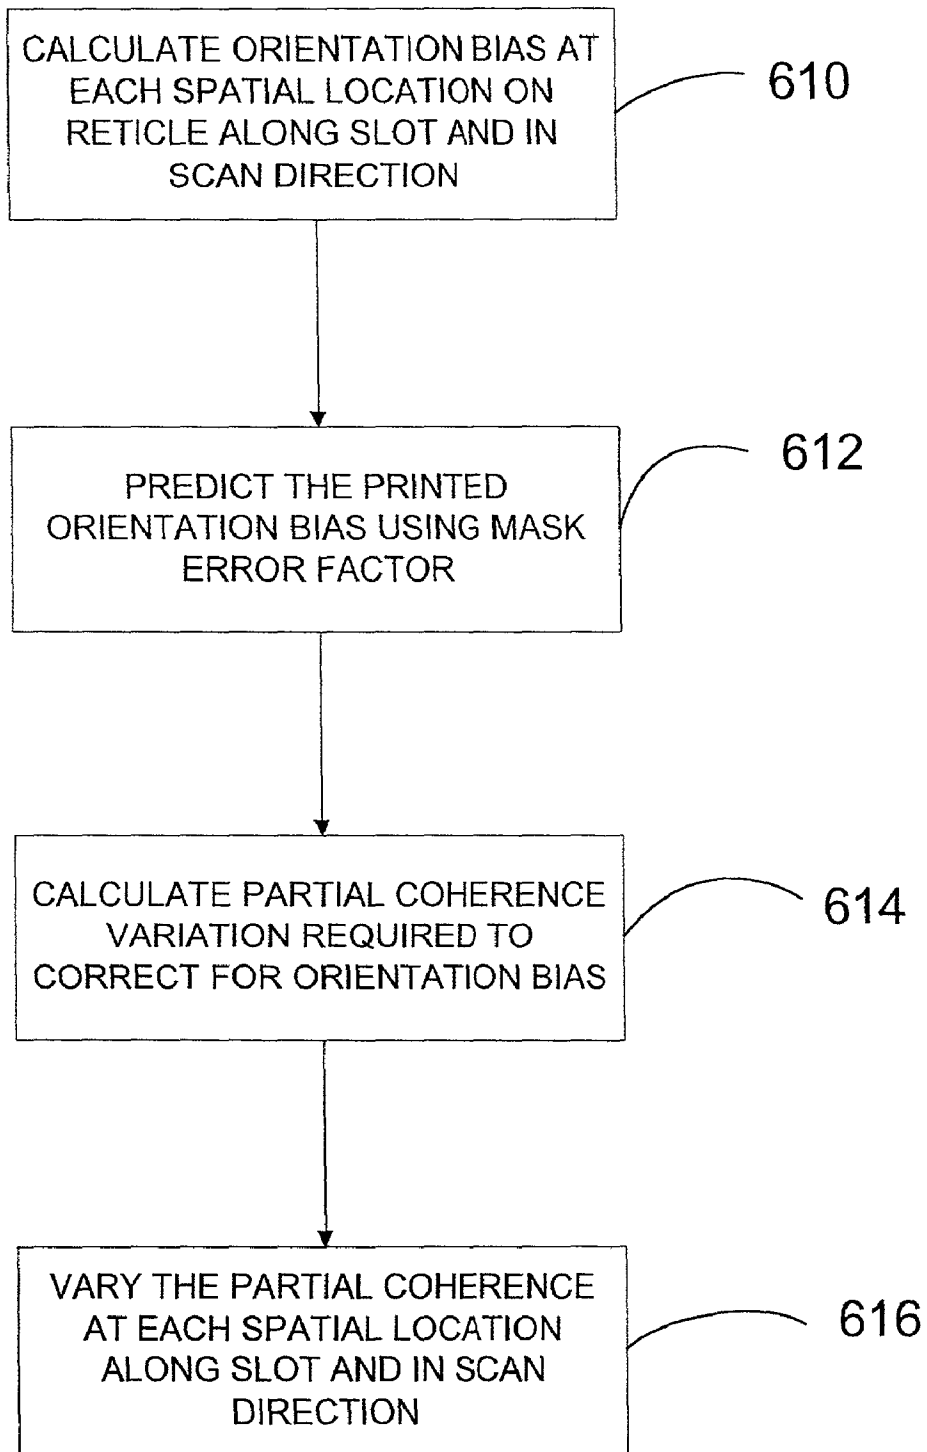 CALCULATE ORIENTATION BIAS AT
EACH SPATIAL LOCATION ON
RETICLE ALONG SLOT AND IN
SCAN DIRECTION
610
PREDICT THE PRINTED
ORIENTATION BIAS USING MASK
ERROR FACTOR
612
CALCULATE PARTIAL COHERENCE
VARIATION REQUIRED TO
CORRECT FOR ORIENTATION BIAS
614
VARY THE PARTIAL COHERENCE
AT EACH SPATIAL LOCATION
ALONG SLOT AND IN SCAN
DIRECTION
616